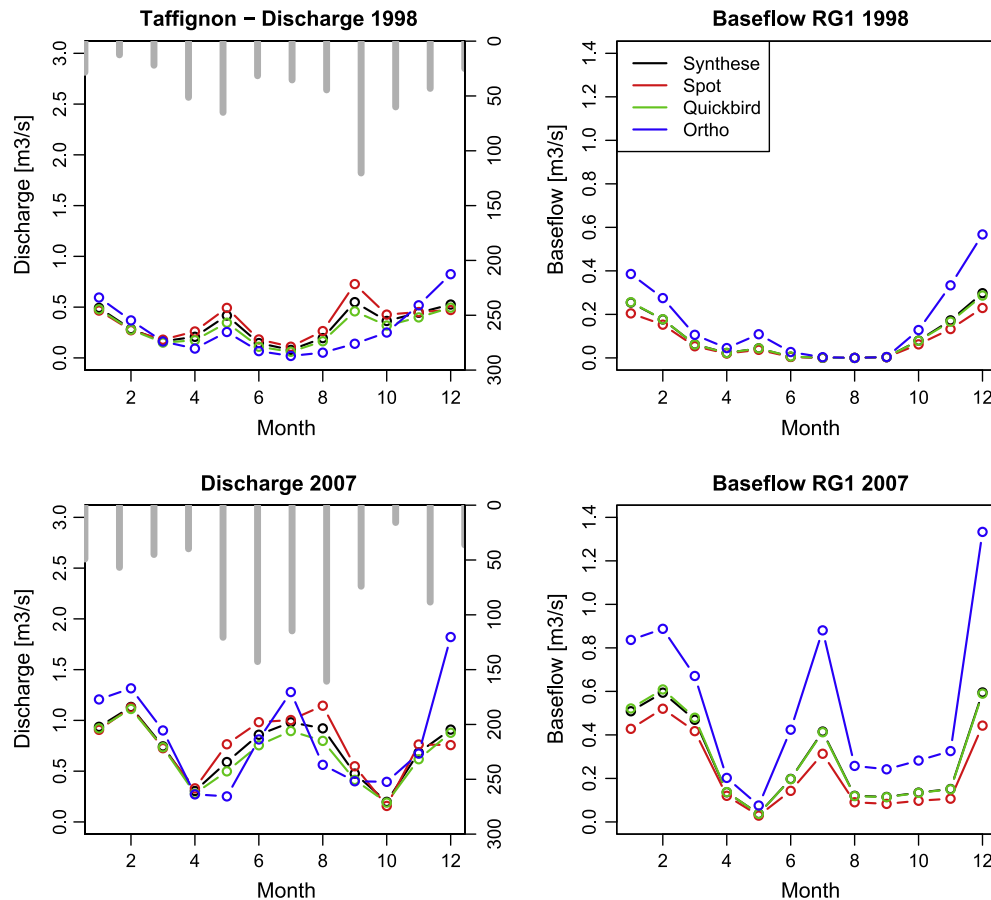 Taffignon − Discharge 1998
Discharge [m3/s]
0.0 0.5 1.0 1.5 2.0 2.5 3.0
0 50 100 150 200 250 300
2 4 6 8 10 12
Month
Baseflow RG1 1998
Baseflow [m3/s]
0.0 0.2 0.4 0.6 0.8 1.0 1.2 1.4
Synthese
Spot
Quickbird
Ortho
2 4 6 8 10 12
Month
Discharge 2007
Discharge [m3/s]
0.0 0.5 1.0 1.5 2.0 2.5 3.0
0 50 100 150 200 250 300
2 4 6 8 10 12
Month
Baseflow RG1 2007
Baseflow [m3/s]
0.0 0.2 0.4 0.6 0.8 1.0 1.2 1.4
2 4 6 8 10 12
Month